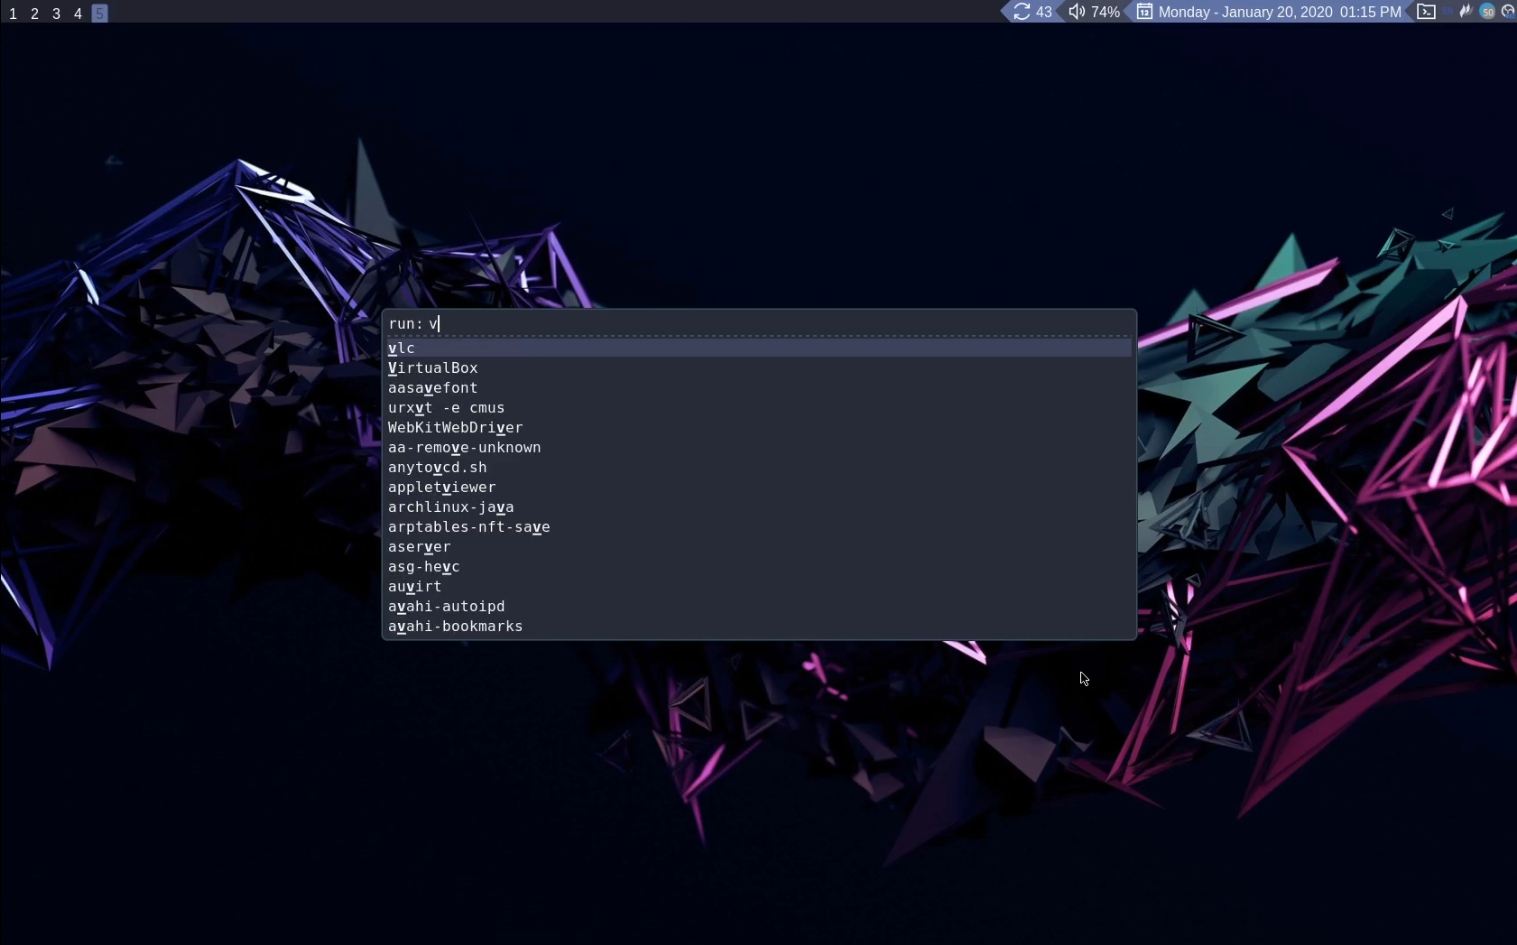 1 2 3 4 5
43 74% Monday - January 20, 2020 01:15 PM 50
run: v
vlc
VirtualBox
aasavefont
urxvt -e cmus
WebKitWebDriver
aa-remove-unknown
anytovcd.sh
appletviewer
archlinux-java
arptables-nft-save
aserver
asg-hevc
auvirt
avahi-autoipd
avahi-bookmarks